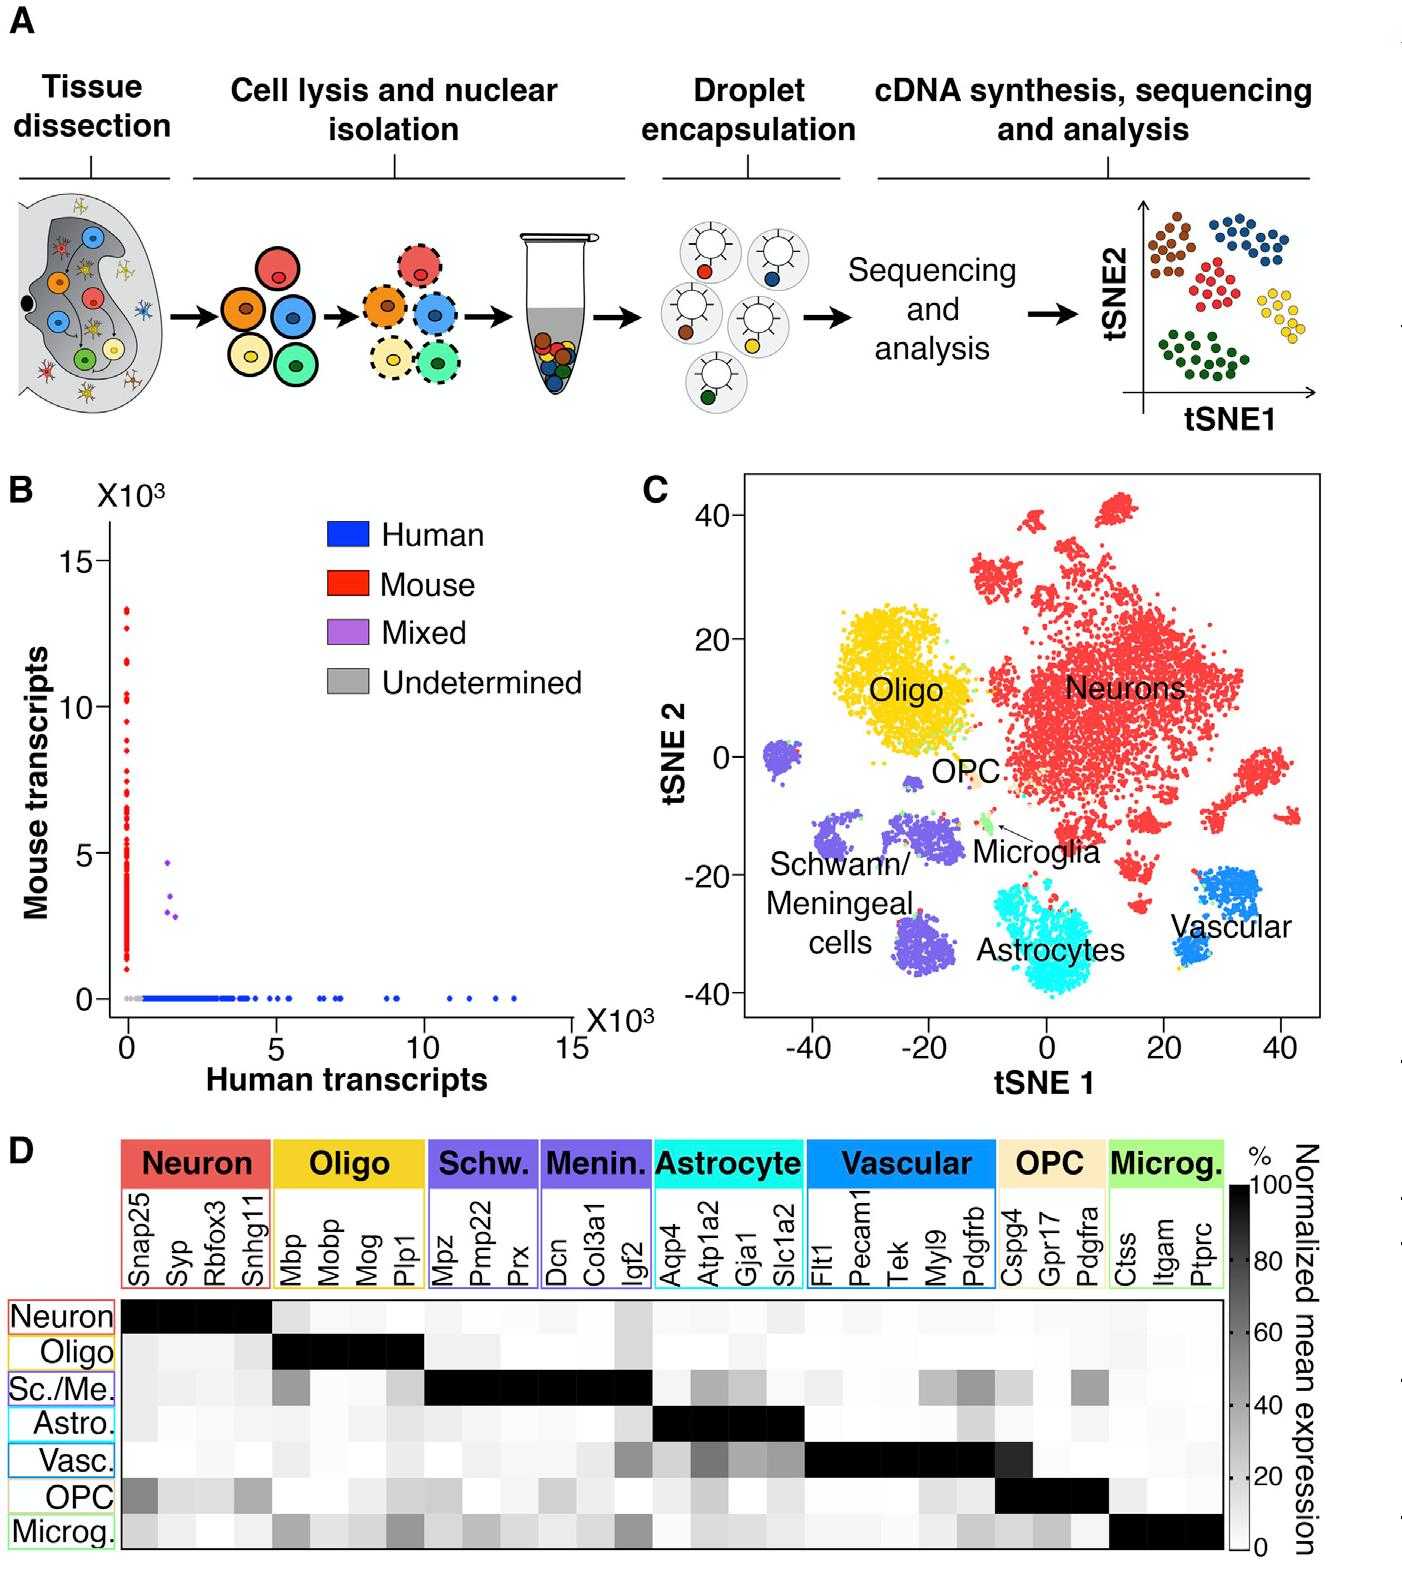 A
Tissue
dissection
Cell lysis and nuclear
isolation
Droplet
encapsulation
cDNA synthesis, sequencing
and analysis
Sequencing
and
analysis
tSNE2
tSNE1
B
X10³
15
10
5
0
Mouse transcripts
Human
Mouse
Mixed
Undetermined
0
5
10
15
X10³
Human transcripts
C
40
20
0
-20
-40
tSNE 2
Oligo
Neurons
OPC
Microglia
Schwann/
Meningeal
cells
Astrocytes
Vascular
-40
-20
0
20
40
tSNE 1
D
Neuron Oligo Schw. Menin. Astrocyte Vascular OPC Microg.
Snap25
Syp
Rbfox3
Snhg11
Mbp
Mobp
Mog
Plp1
Mpz
Pmp22
Prx
Dcn
Col3a1
Igf2
Aqp4
Atp1a2
Gja1
Slc1a2
Flt1
Pecam1
Tek
Myl9
Pdgfrb
Cspg4
Gpr17
Pdgfra
Ctss
Itgam
Ptprc
Neuron
Oligo
Sc./Me.
Astro.
Vasc.
OPC
Microg.
%
100
80
60
40
20
0
Normalized mean expression